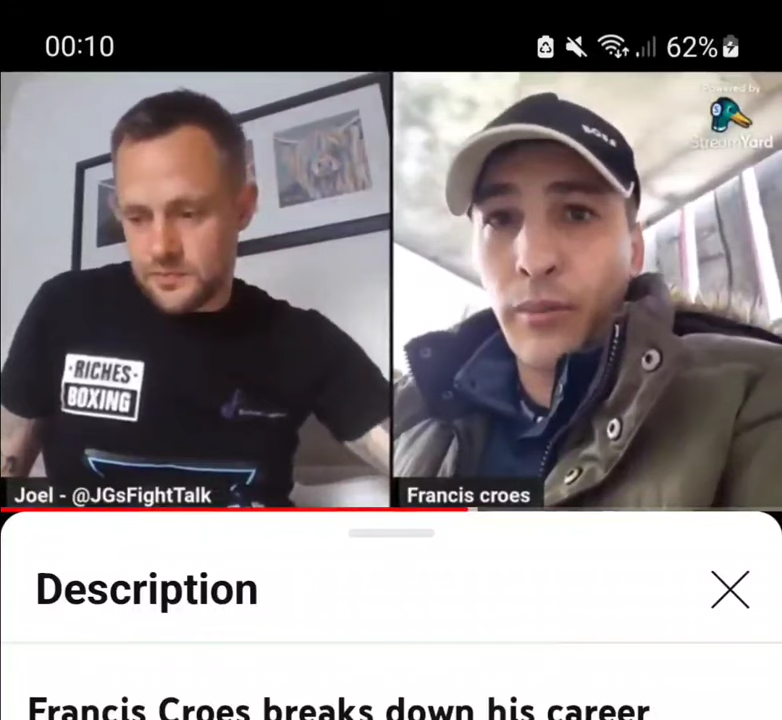 00:10
62%
Powered by
BOSS
StreamYard
·RICHES·
BOXING
Joel - @JGsFightTalk
Francis croes
Description
Francis Croes breaks down his career